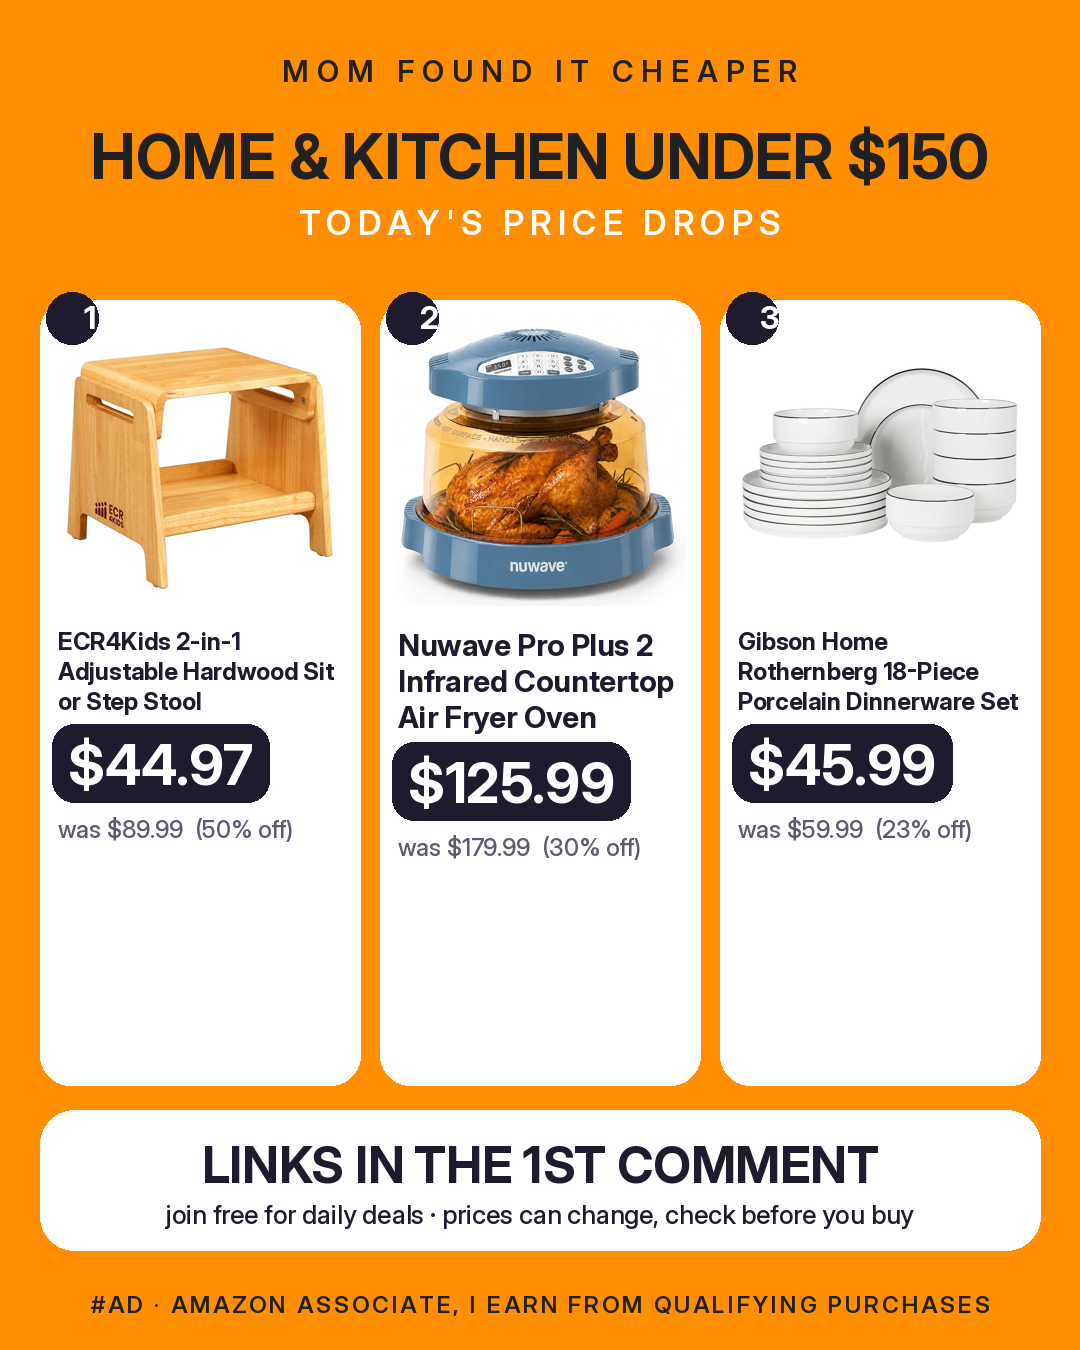 MOM FOUND IT CHEAPER
HOME & KITCHEN UNDER $150
TODAY'S PRICE DROPS
1
ECR
4KIDS
ECR4Kids 2-in-1
Adjustable Hardwood Sit
or Step Stool
$44.97
was $89.99 (50% off)
2
nuwave
Nuwave Pro Plus 2
Infrared Countertop
Air Fryer Oven
$125.99
was $179.99 (30% off)
3
Gibson Home
Rothernberg 18-Piece
Porcelain Dinnerware Set
$45.99
was $59.99 (23% off)
LINKS IN THE 1ST COMMENT
join free for daily deals · prices can change, check before you buy
#AD · AMAZON ASSOCIATE, I EARN FROM QUALIFYING PURCHASES